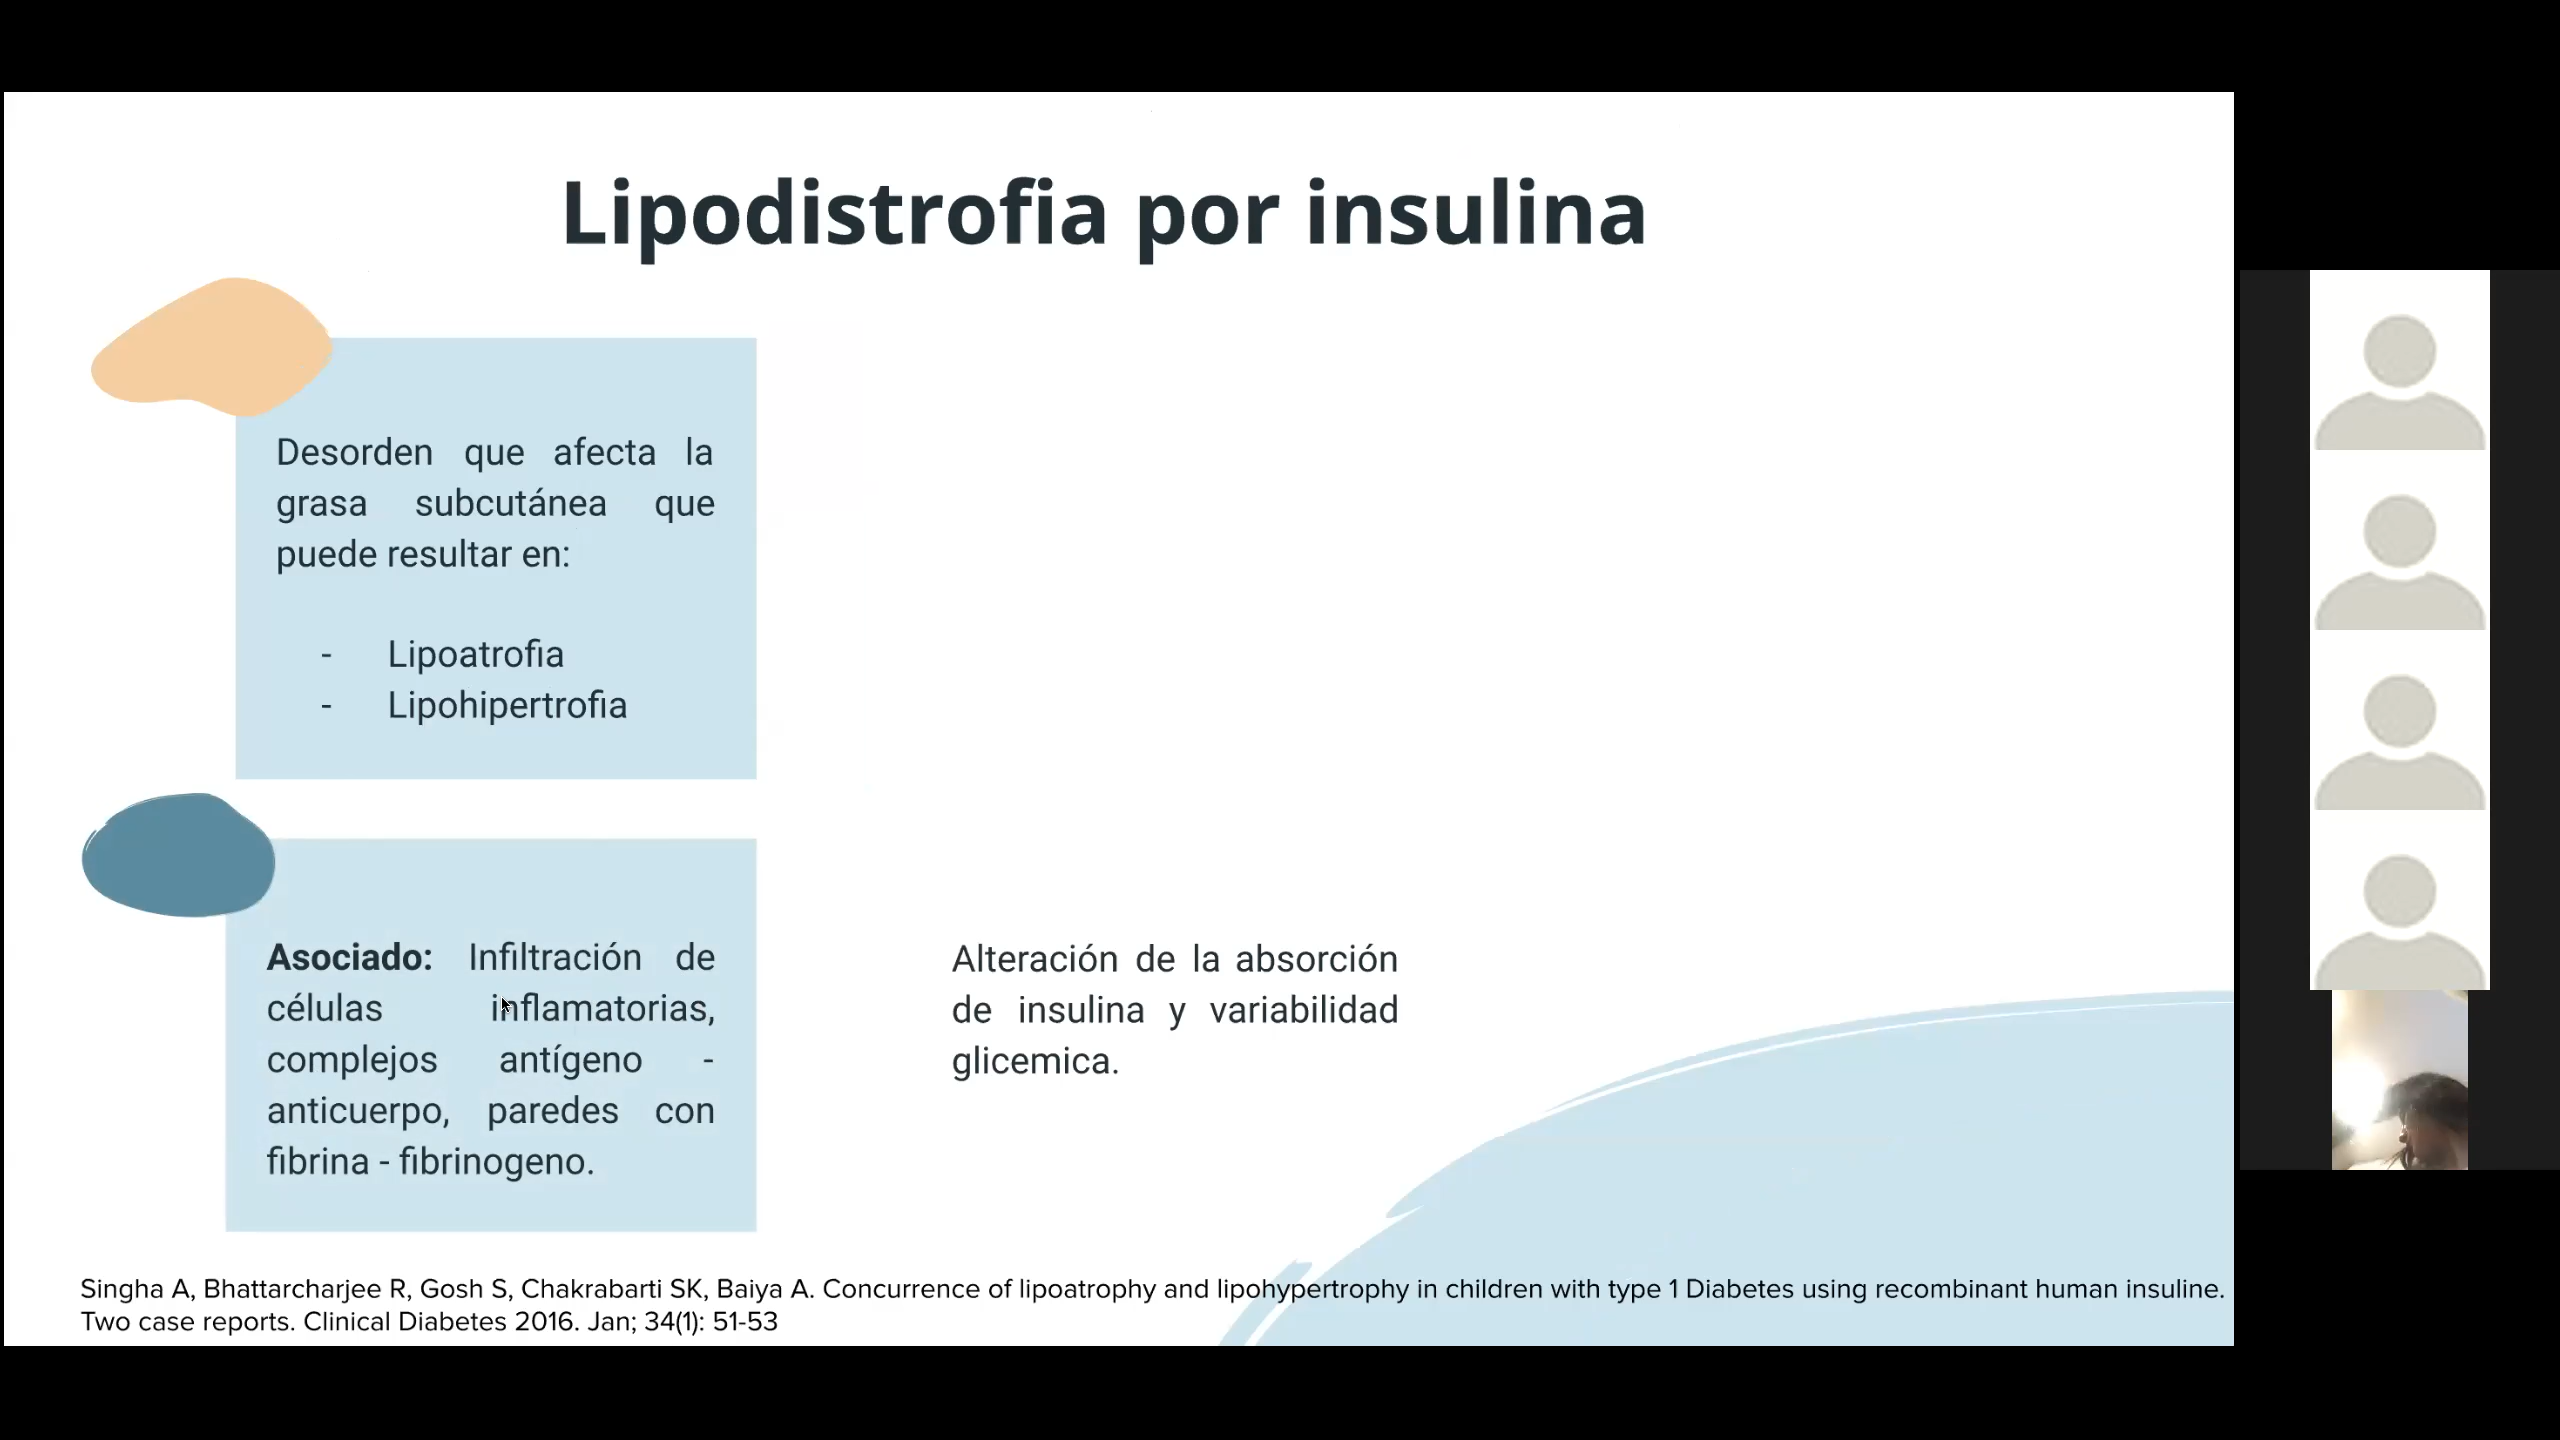 Lipodistrofia por insulina
Desorden que afecta la
grasa subcutánea que
puede resultar en:
- Lipoatrofia
- Lipohipertrofia
Asociado: Infiltración de
células inflamatorias,
complejos antígeno -
anticuerpo, paredes con
fibrina - fibrinogeno.
Alteración de la absorción
de insulina y variabilidad
glicemica.
Singha A, Bhattarcharjee R, Gosh S, Chakrabarti SK, Baiya A. Concurrence of lipoatrophy and lipohypertrophy in children with type 1 Diabetes using recombinant human insuline.
Two case reports. Clinical Diabetes 2016. Jan; 34(1): 51-53